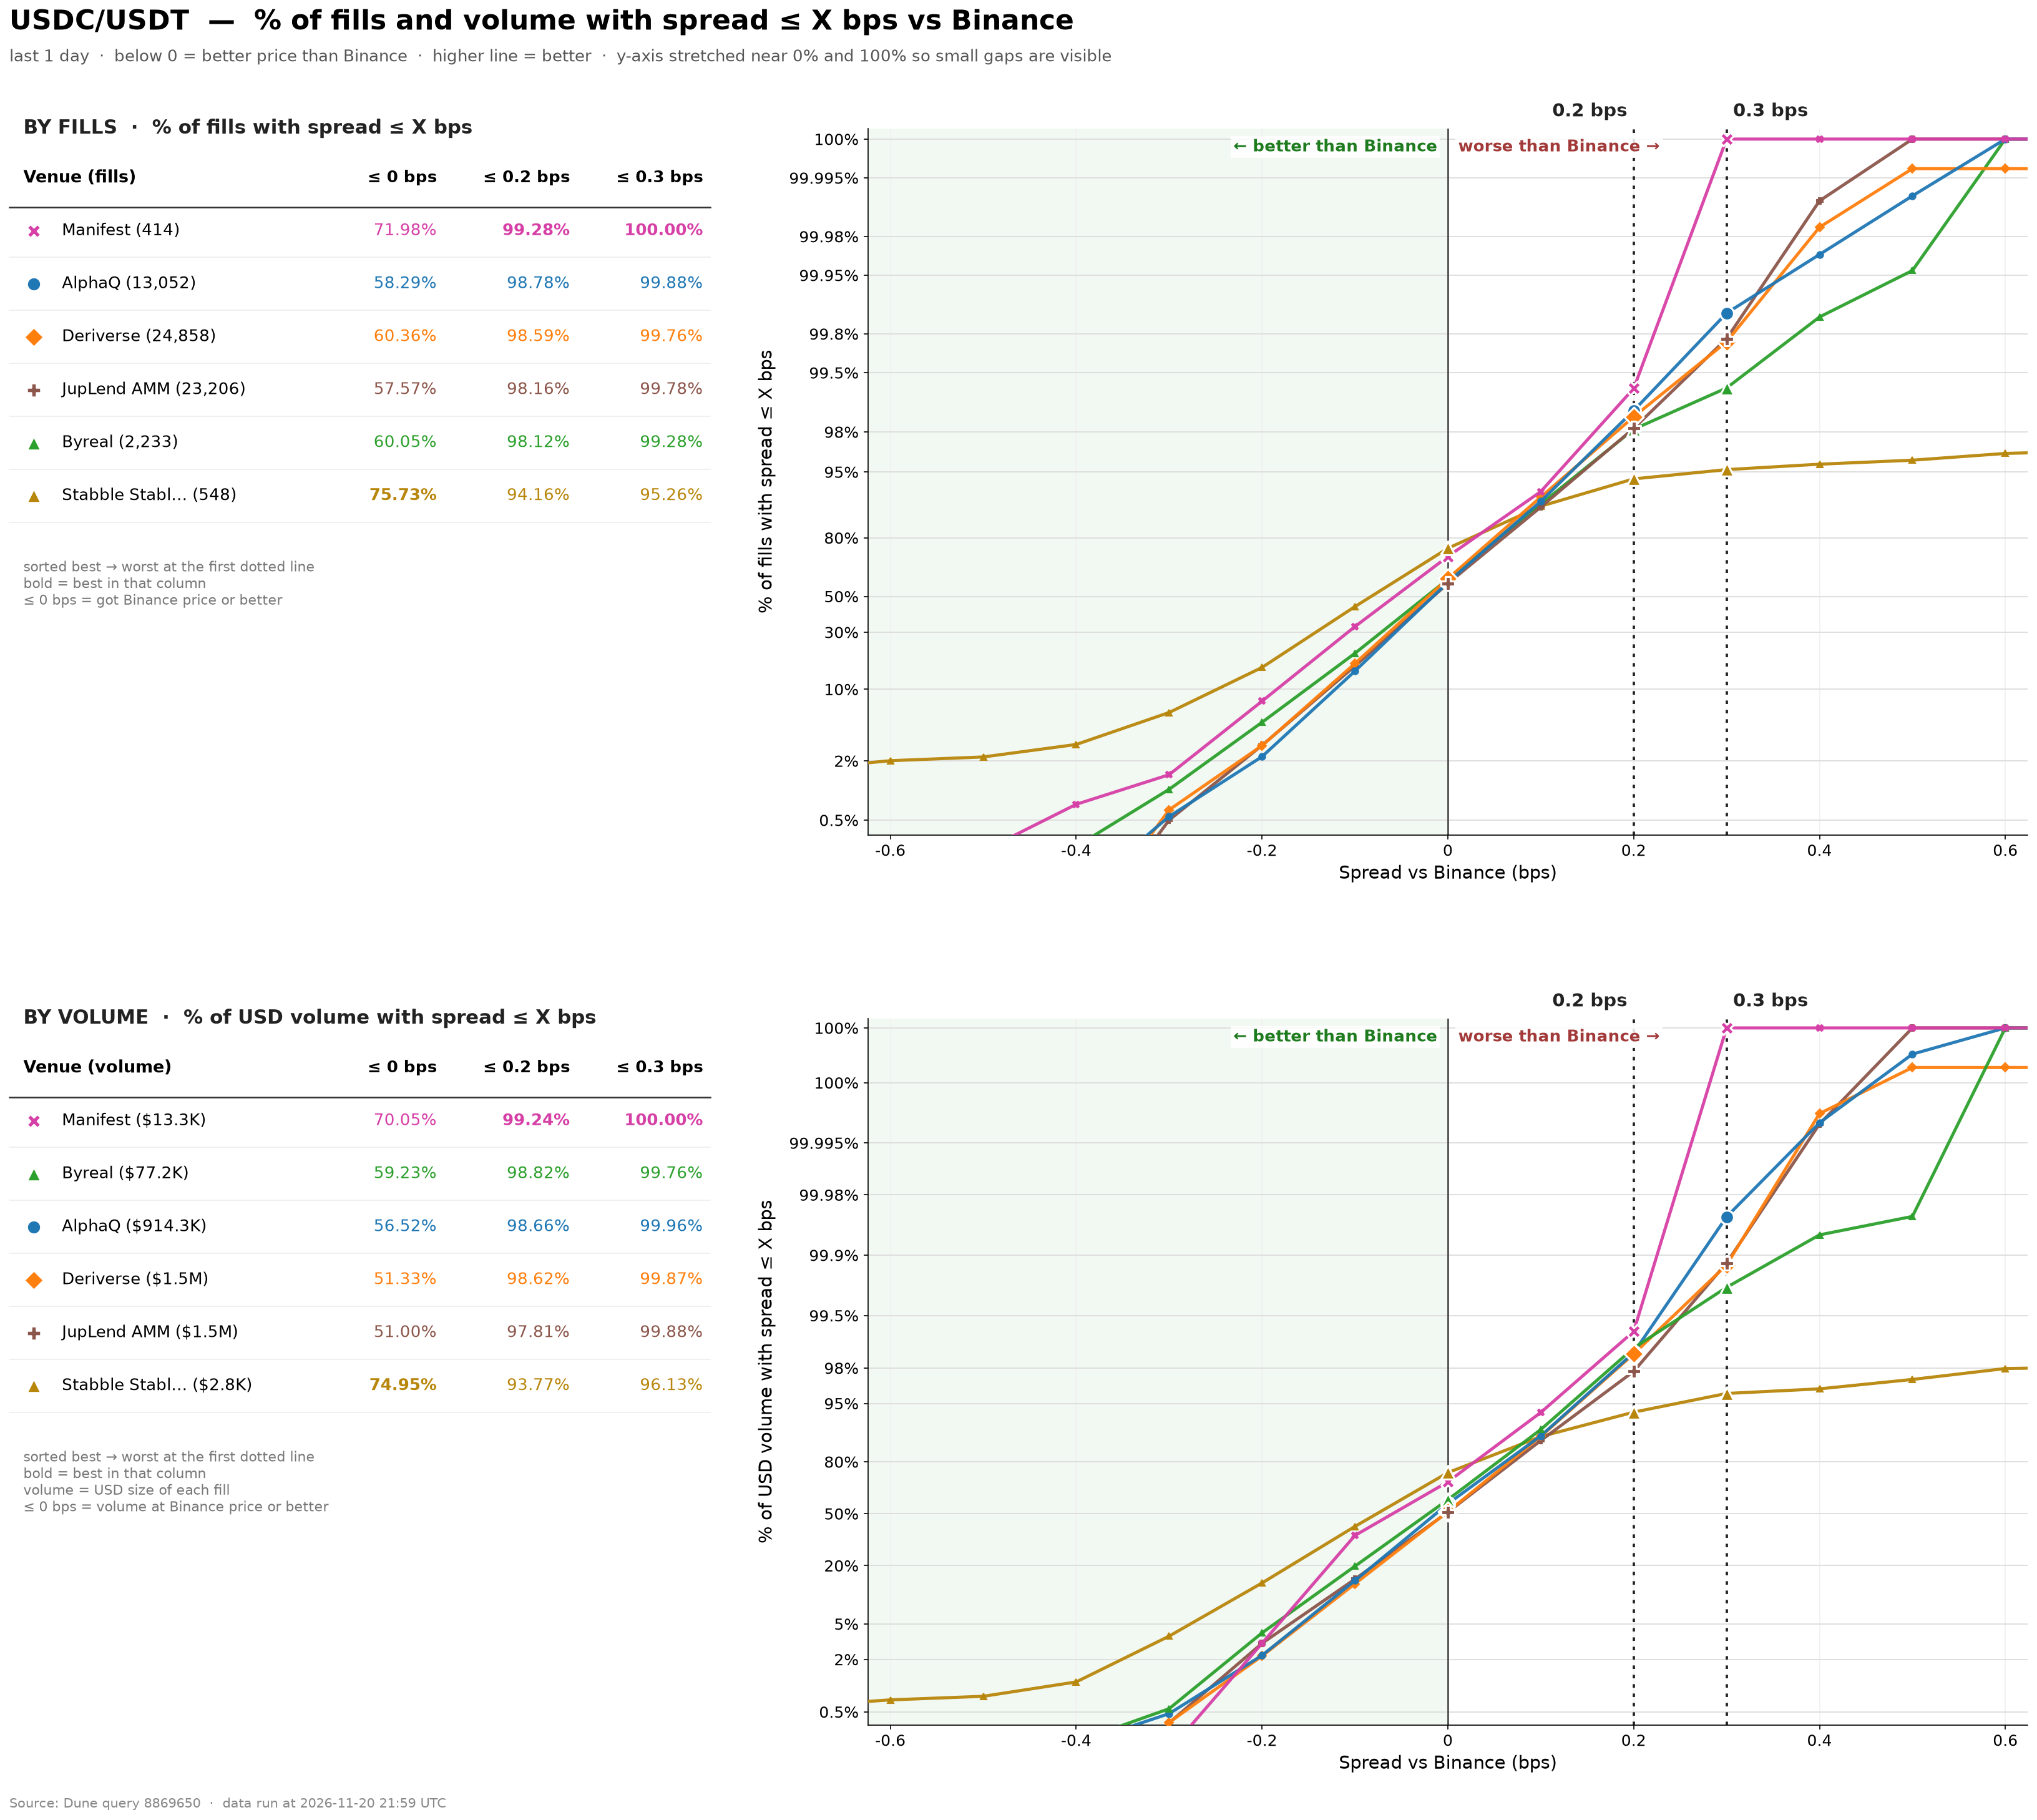 USDC/USDT — % of fills and volume with spread ≤ X bps vs Binance
last 1 day · below 0 = better price than Binance · higher line = better · y-axis stretched near 0% and 100% so small gaps are visible
BY FILLS · % of fills with spread ≤ X bps
Venue (fills) ≤ 0 bps ≤ 0.2 bps ≤ 0.3 bps
Manifest (414) 71.98% 99.28% 100.00%
AlphaQ (13,052) 58.29% 98.78% 99.88%
Deriverse (24,858) 60.36% 98.59% 99.76%
JupLend AMM (23,206) 57.57% 98.16% 99.78%
Byreal (2,233) 60.05% 98.12% 99.28%
Stabble Stabl... (548) 75.73% 94.16% 95.26%
sorted best → worst at the first dotted line
bold = best in that column
≤ 0 bps = got Binance price or better
0.2 bps 0.3 bps
← better than Binance worse than Binance →
% of fills with spread ≤ X bps
100%
99.995%
99.98%
99.95%
99.8%
99.5%
98%
95%
80%
50%
30%
10%
2%
0.5%
-0.6 -0.4 -0.2 0 0.2 0.4 0.6
Spread vs Binance (bps)
BY VOLUME · % of USD volume with spread ≤ X bps
Venue (volume) ≤ 0 bps ≤ 0.2 bps ≤ 0.3 bps
Manifest ($13.3K) 70.05% 99.24% 100.00%
Byreal ($77.2K) 59.23% 98.82% 99.76%
AlphaQ ($914.3K) 56.52% 98.66% 99.96%
Deriverse ($1.5M) 51.33% 98.62% 99.87%
JupLend AMM ($1.5M) 51.00% 97.81% 99.88%
Stabble Stabl... ($2.8K) 74.95% 93.77% 96.13%
sorted best → worst at the first dotted line
bold = best in that column
volume = USD size of each fill
≤ 0 bps = volume at Binance price or better
0.2 bps 0.3 bps
← better than Binance worse than Binance →
% of USD volume with spread ≤ X bps
100%
100%
99.995%
99.98%
99.9%
99.5%
98%
95%
80%
50%
20%
5%
2%
0.5%
-0.6 -0.4 -0.2 0 0.2 0.4 0.6
Spread vs Binance (bps)
Source: Dune query 8869650 · data run at 2026-11-20 21:59 UTC